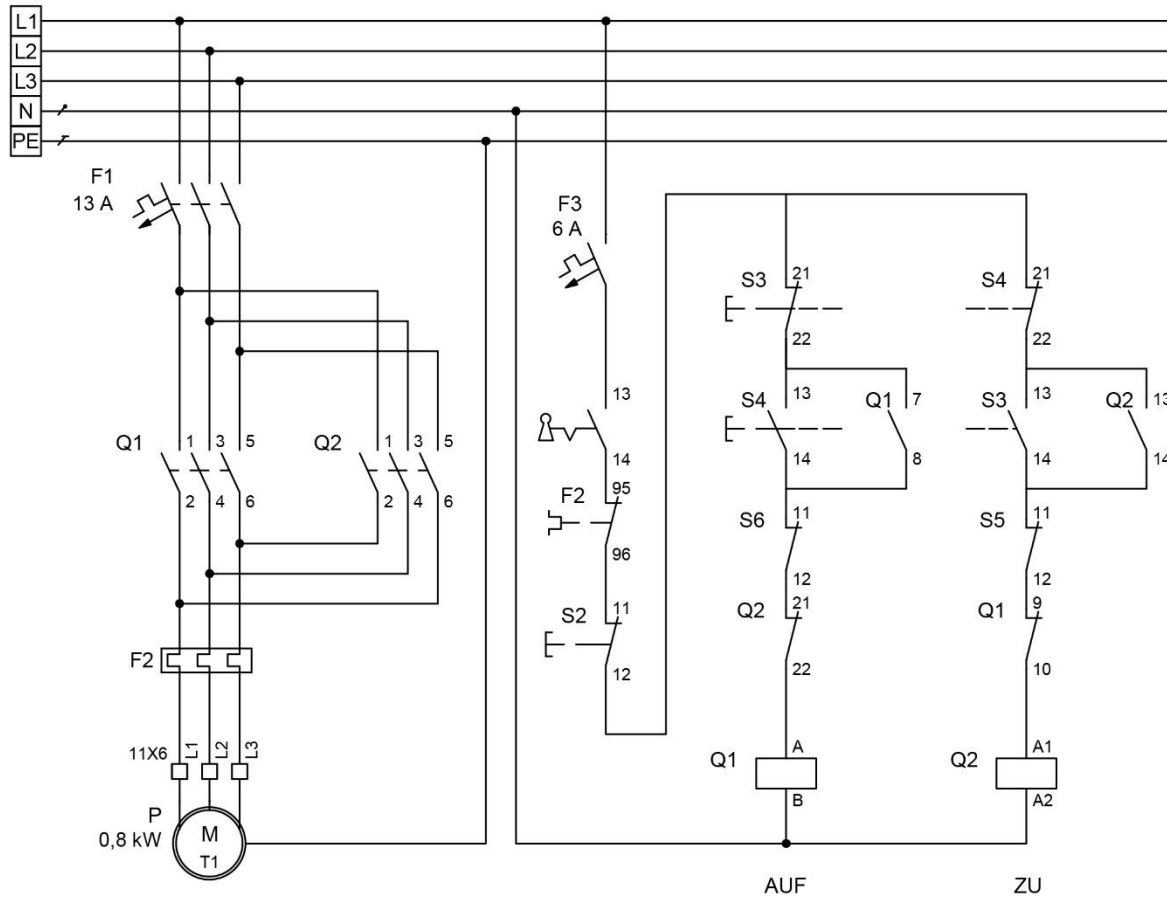 L1
L2
L3
N
PE
F1
13 A
F3
6 A
S3 21
22
S4 21
22
13
14
S4 13
14
Q1 7
8
S3 13
14
Q2 13
14
Q1 1 3 5
2 4 6
Q2 1 3 5
2 4 6
F2 95
96
S6 11
12
S5 11
12
S2 11
12
Q2 21
22
Q1 9
10
F2
11X6 L1 L2 L3
P
0,8 kW
M
T1
Q1 A
B
Q2 A1
A2
AUF
ZU